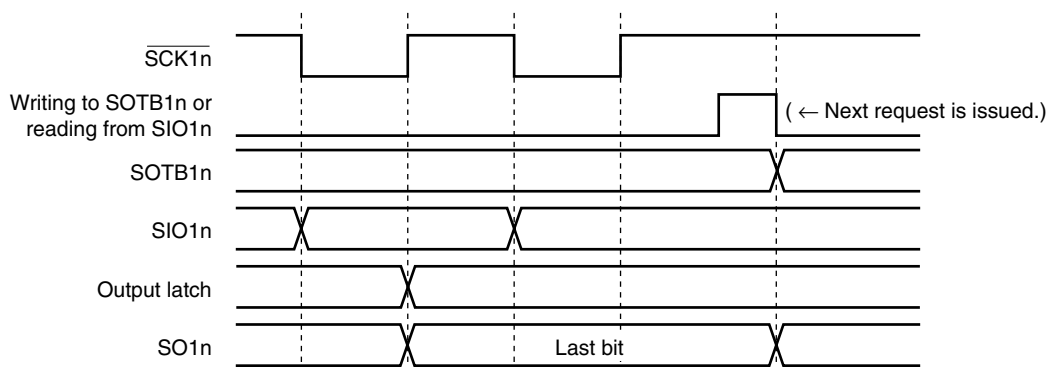 SCK1n
Writing to SOTB1n or
reading from SIO1n
( ← Next request is issued.)
SOTB1n
SIO1n
Output latch
SO1n
Last bit